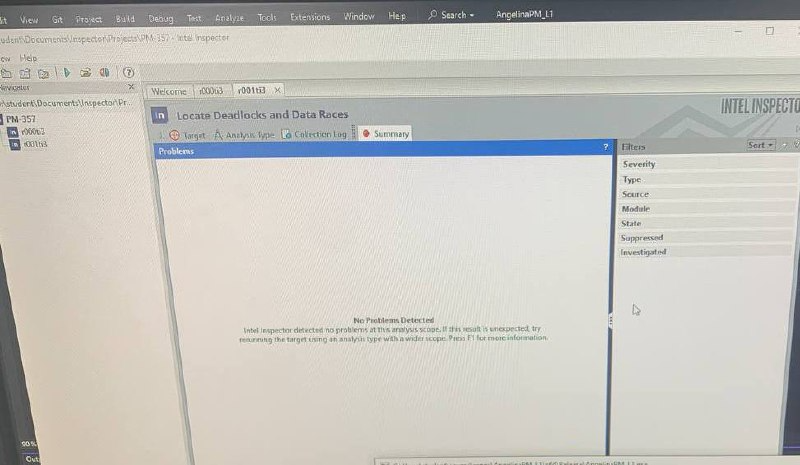 View Git Project Build Debug Test Analyze Tools Extensions Window Help Search AngelinaPM_L1
udent\Documents\Inspector\Projects\PM-357 - Intel Inspector
Help
Navigator
Welcome r000ti3 r001ti3
\student\Documents\Inspector\Pr...
PM-357
r000ti3
r001ti3
Locate Deadlocks and Data Races
INTEL INSPECTO
Target Analysis Type Collection Log Summary
Problems ?
Filters Sort
Severity
Type
Source
Module
State
Suppressed
Investigated
No Problems Detected
Intel Inspector detected no problems at this analysis scope. If this result is unexpected, try
rerunning the target using an analysis type with a wider scope. Press F1 for more information.
90%
Out